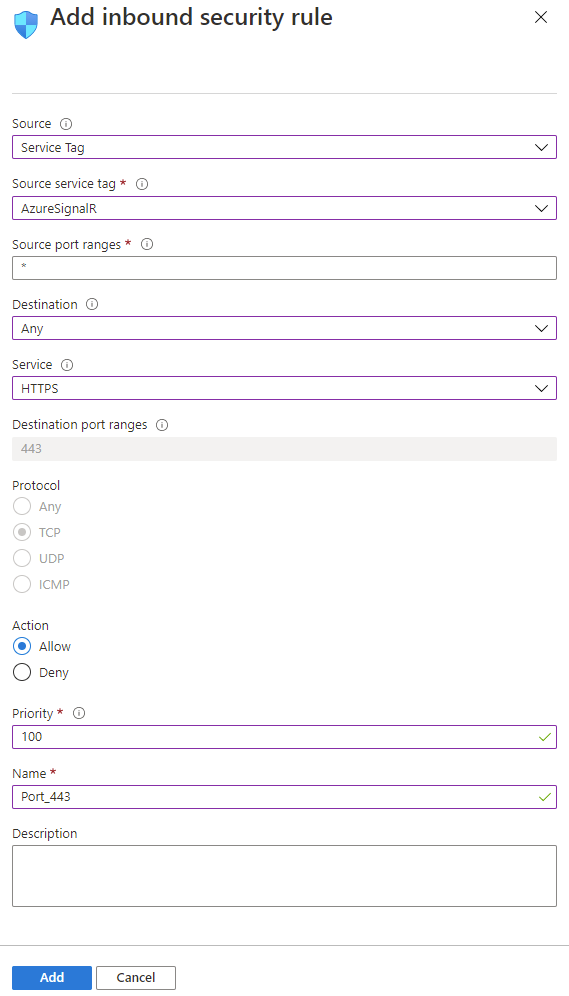 Add inbound security rule
Source
Service Tag
Source service tag *
AzureSignalR
Source port ranges *
*
Destination
Any
Service
HTTPS
Destination port ranges
443
Protocol
Any
TCP
UDP
ICMP
Action
Allow
Deny
Priority *
100
Name *
Port_443
Description
Add Cancel